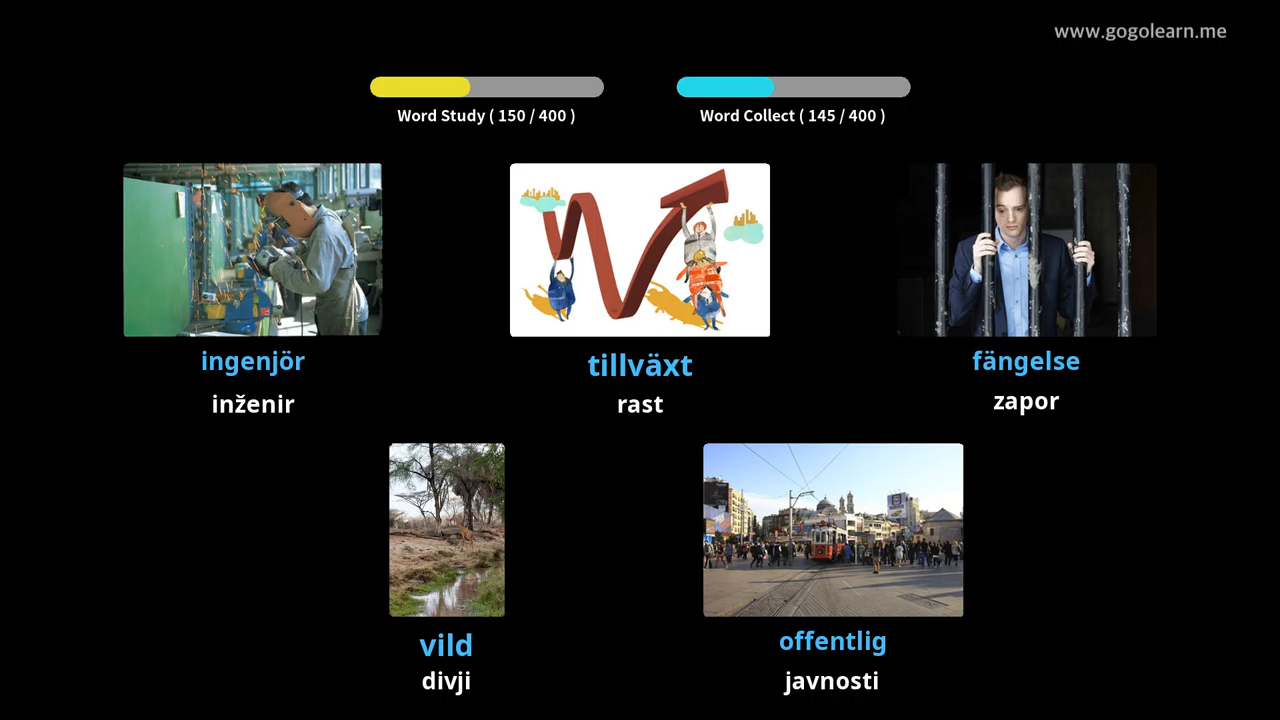 www.gogolearn.me
Word Study ( 150 / 400 )
Word Collect ( 145 / 400 )
ingenjör
inženir
tillväxt
rast
fängelse
zapor
vild
divji
offentlig
javnosti